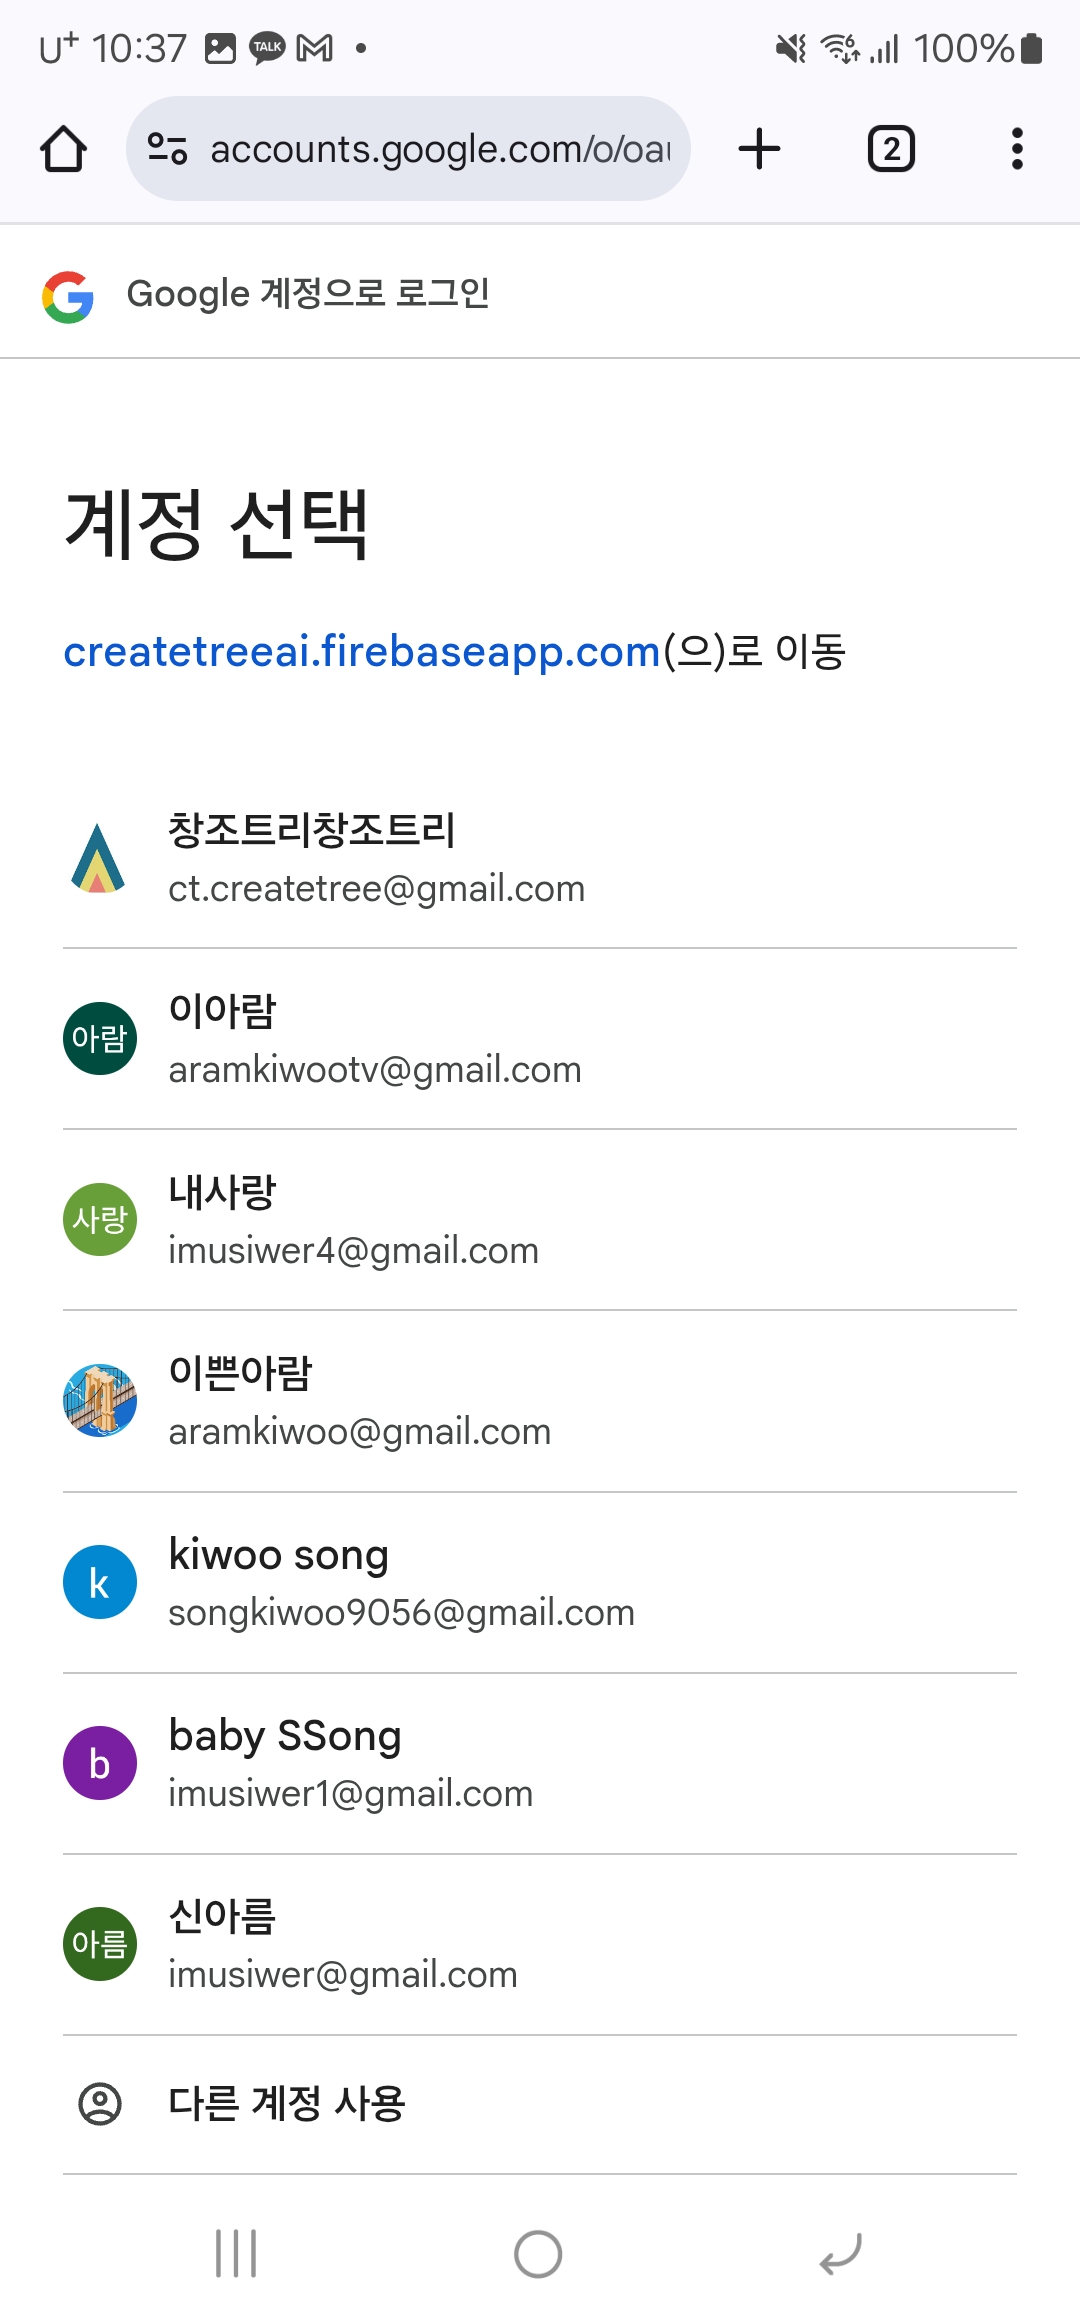 U+ 10:37 TALK 100%
accounts.google.com/o/oau
2
Google 계정으로 로그인
계정 선택
createtreeai.firebaseapp.com(으)로 이동
창조트리창조트리
ct.createtree@gmail.com
아람
이아람
aramkiwootv@gmail.com
사랑
내사랑
imusiwer4@gmail.com
이쁜아람
aramkiwoo@gmail.com
k
kiwoo song
songkiwoo9056@gmail.com
b
baby SSong
imusiwer1@gmail.com
아름
신아름
imusiwer@gmail.com
다른 계정 사용